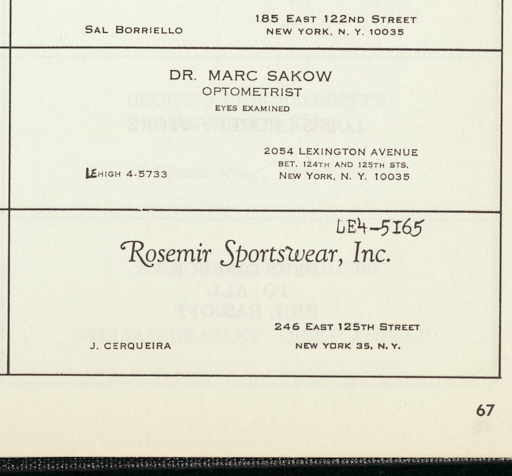 185 EAST 122ND STREET
SAL BORRIELLO NEW YORK, N. Y. 10035
DR. MARC SAKOW
OPTOMETRIST
EYES EXAMINED
2054 LEXINGTON AVENUE
BET. 124TH AND 125TH STS.
LEHIGH 4-5733 NEW YORK, N. Y. 10035
LE4-5165
Rosemir Sportswear, Inc.
246 EAST 125TH STREET
J. CERQUEIRA NEW YORK 35, N. Y.
67